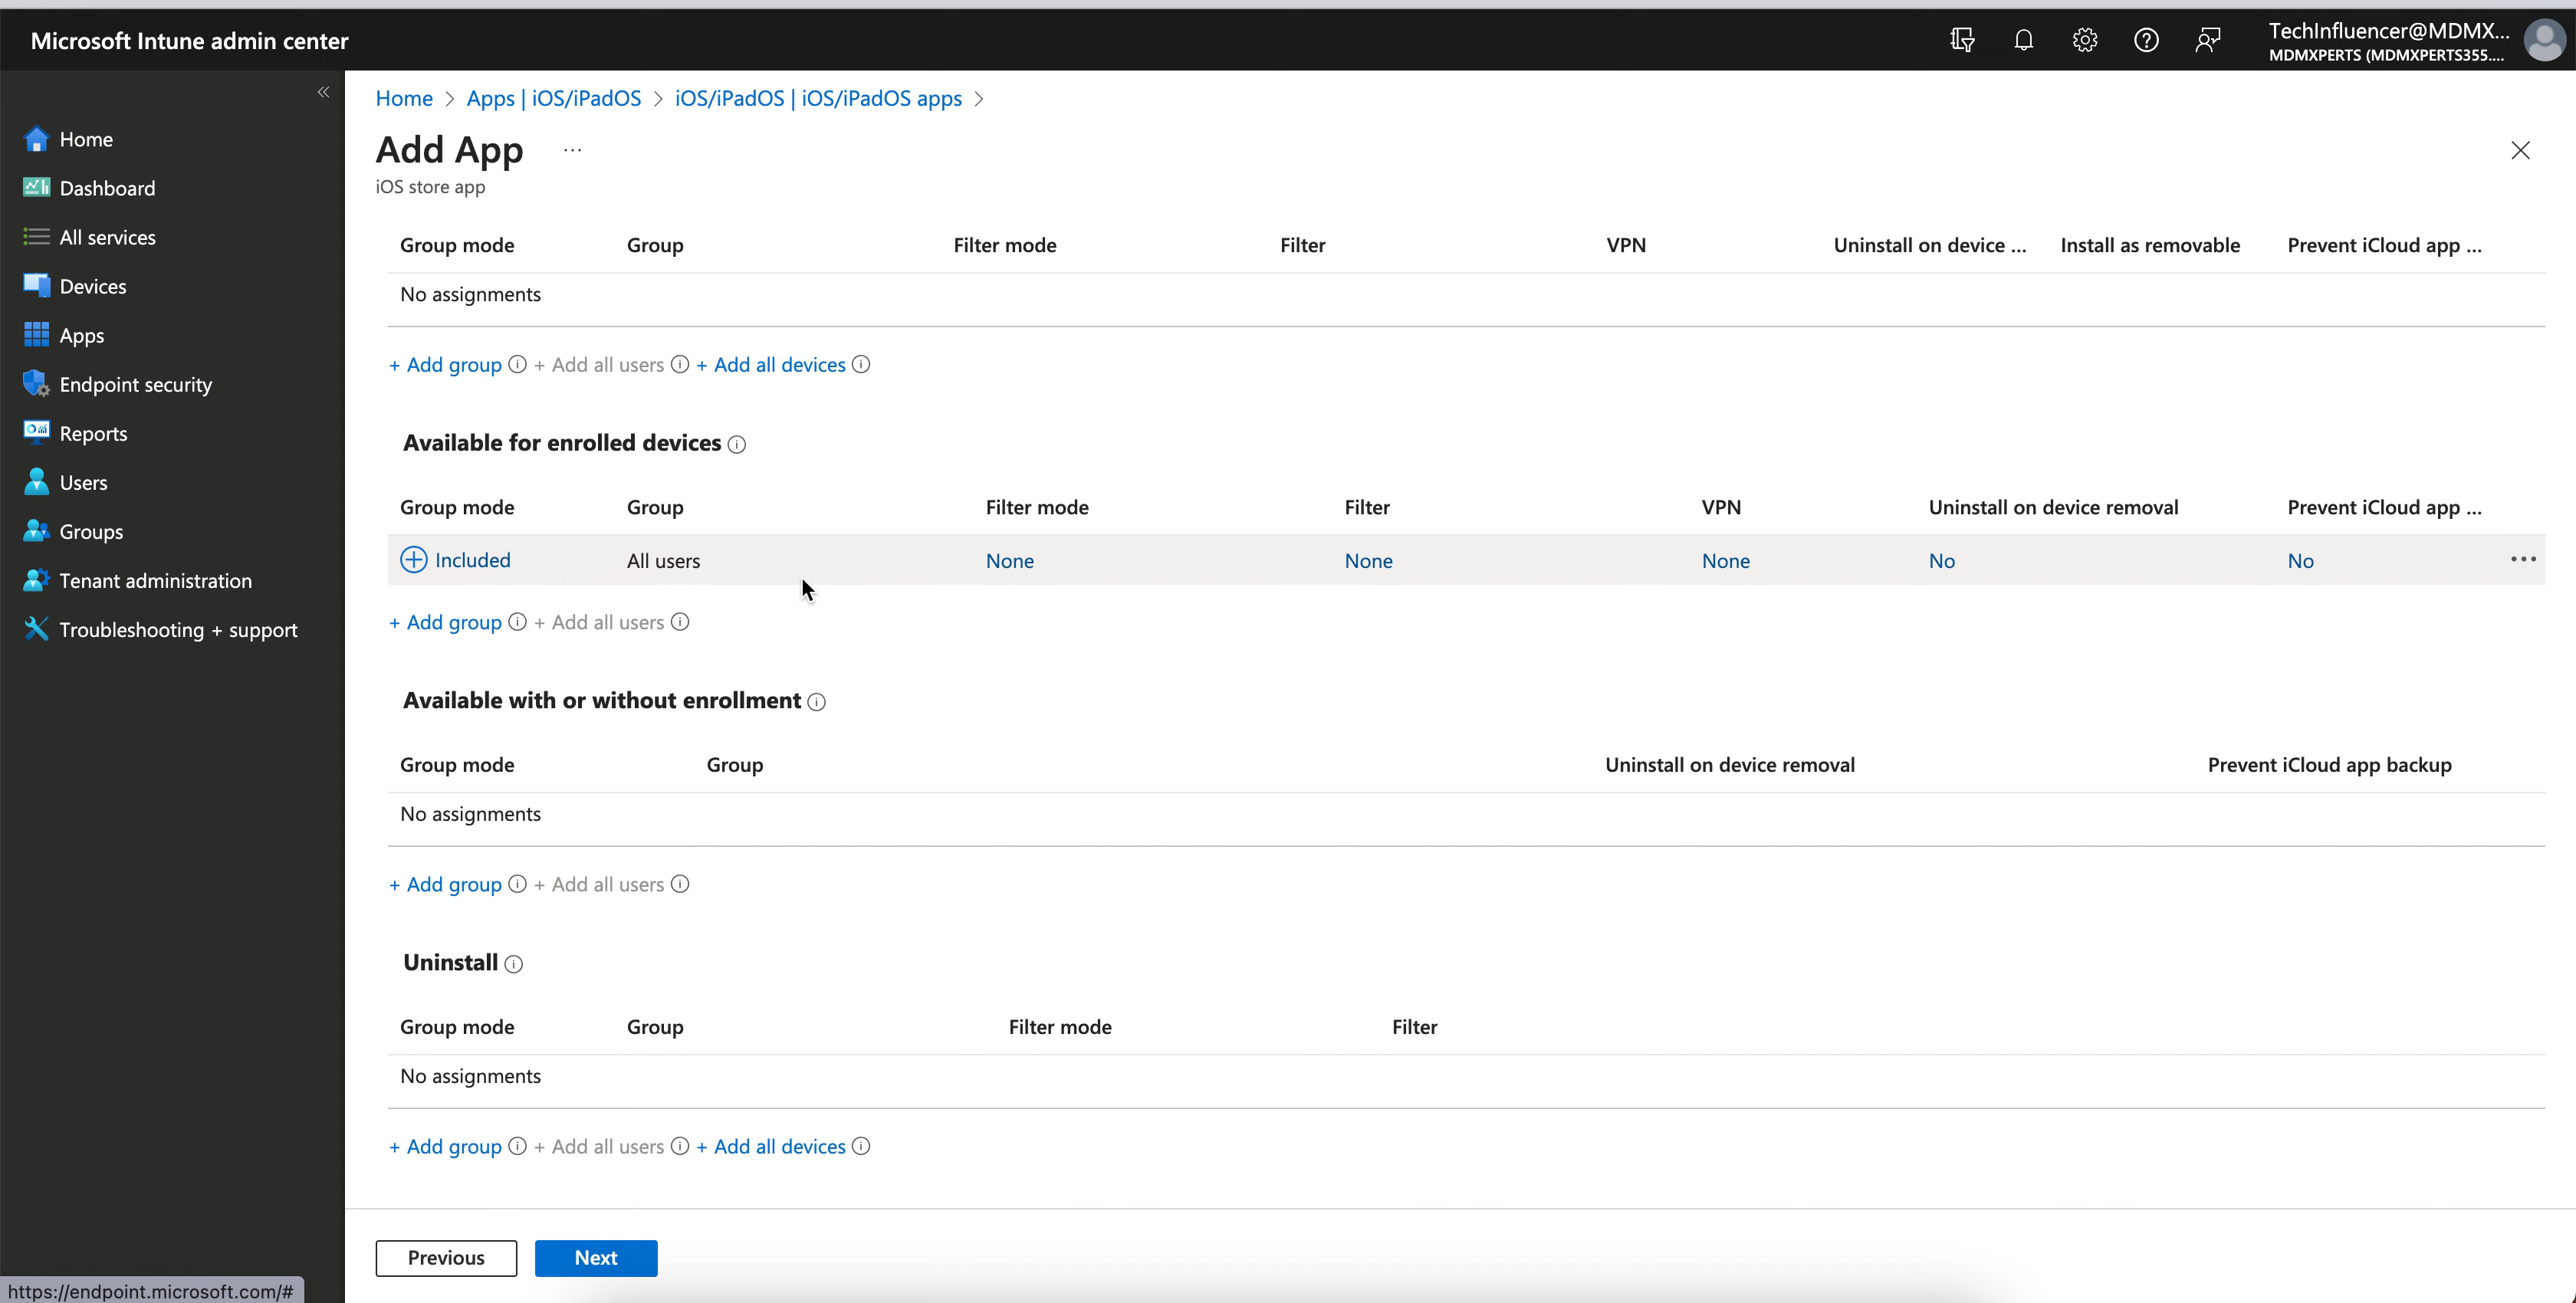 Microsoft Intune admin center
TechInfluencer@MDMX...
MDMXPERTS (MDMXPERTS355....
Home
Dashboard
All services
Devices
Apps
Endpoint security
Reports
Users
Groups
Tenant administration
Troubleshooting + support
Home > Apps | iOS/iPadOS > iOS/iPadOS | iOS/iPadOS apps >
Add App ...
iOS store app
Group mode Group Filter mode Filter VPN Uninstall on device ... Install as removable Prevent iCloud app ...
No assignments
+ Add group + Add all users + Add all devices
Available for enrolled devices
Group mode Group Filter mode Filter VPN Uninstall on device removal Prevent iCloud app ...
Included All users None None None No No ...
+ Add group + Add all users
Available with or without enrollment
Group mode Group Uninstall on device removal Prevent iCloud app backup
No assignments
+ Add group + Add all users
Uninstall
Group mode Group Filter mode Filter
No assignments
+ Add group + Add all users + Add all devices
Previous Next
https://endpoint.microsoft.com/#